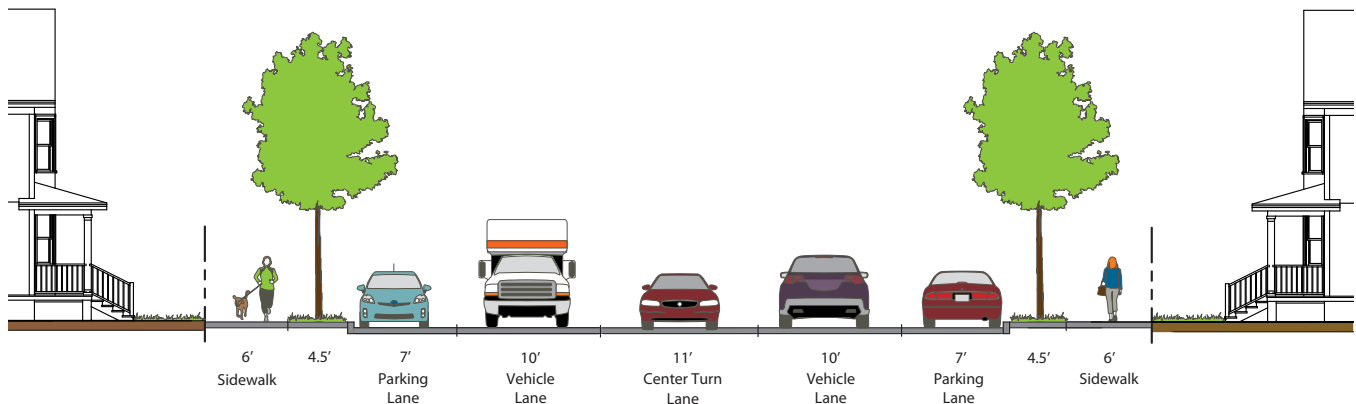 6’ 4.5’ 7’ 10’ 11’ 10’ 7’ 4.5’ 6’
Sidewalk Parking Vehicle Center Turn Vehicle Parking Sidewalk
Lane Lane Lane Lane Lane